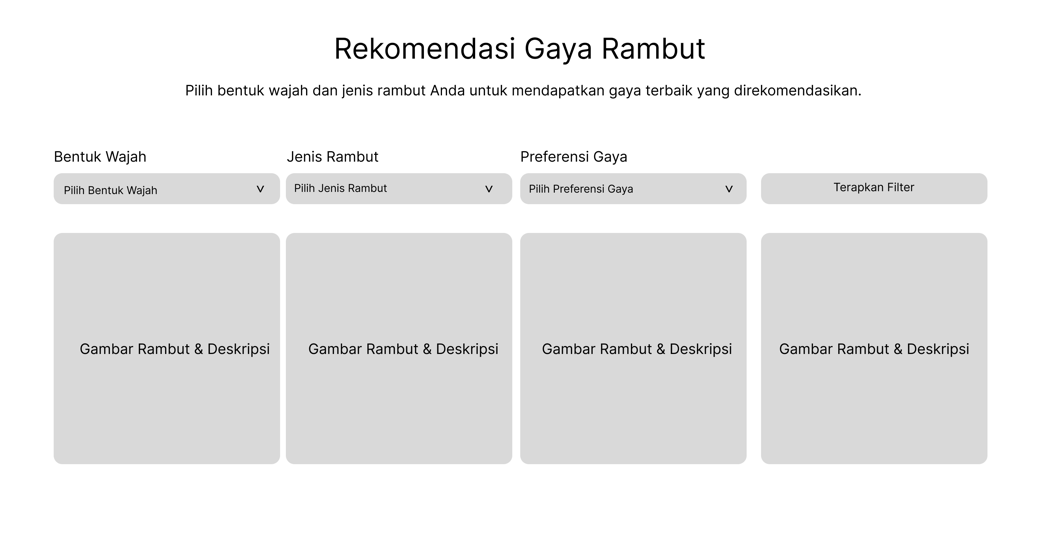 Rekomendasi Gaya Rambut
Pilih bentuk wajah dan jenis rambut Anda untuk mendapatkan gaya terbaik yang direkomendasikan.
Bentuk Wajah
Jenis Rambut
Preferensi Gaya
Pilih Bentuk Wajah
Pilih Jenis Rambut
Pilih Preferensi Gaya
Terapkan Filter
Gambar Rambut & Deskripsi
Gambar Rambut & Deskripsi
Gambar Rambut & Deskripsi
Gambar Rambut & Deskripsi